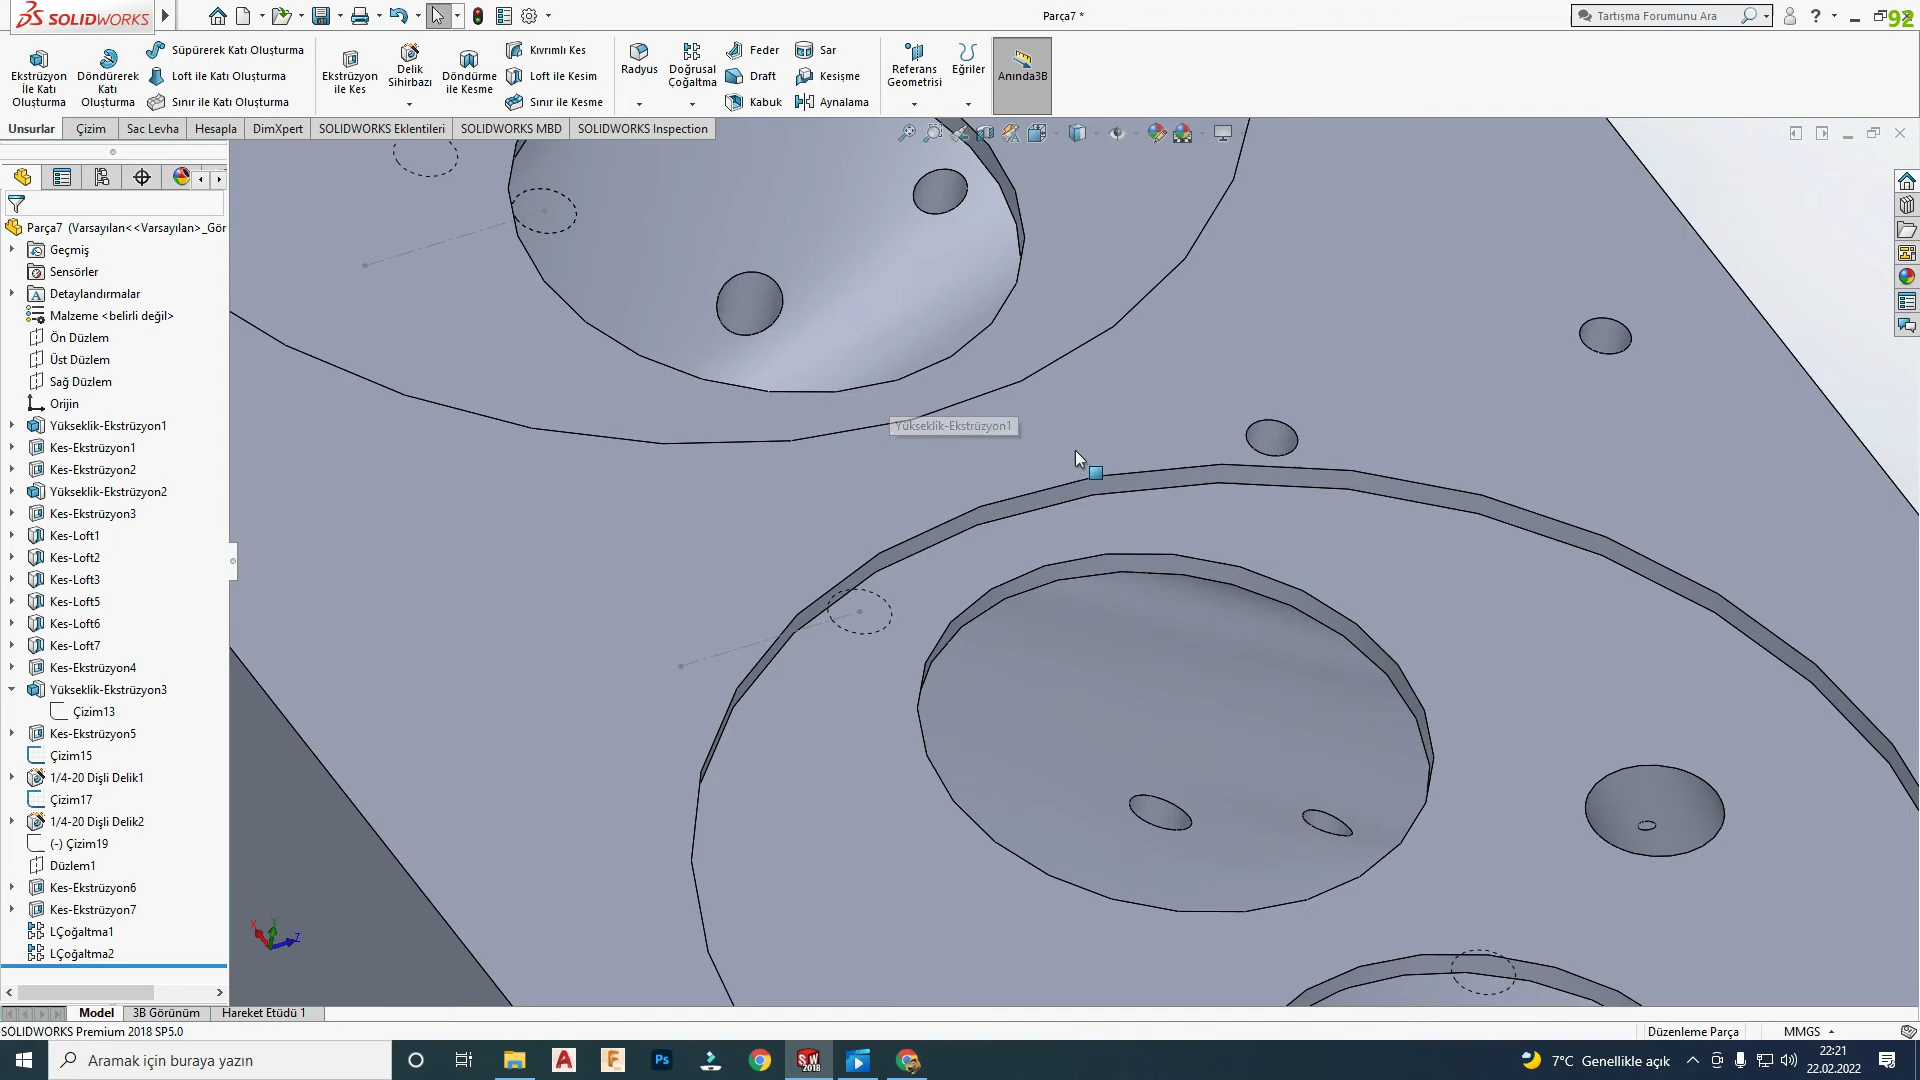 SOLIDWORKS
Parça7 *
Tartışma Forumunu Ara
?
92
Ekstrüzyon İle Katı Oluşturma
Döndürerek Katı Oluşturma
Süpürerek Katı Oluşturma
Loft ile Katı Oluşturma
Sınır ile Katı Oluşturma
Ekstrüzyon ile Kes
Delik Sihirbazı
Döndürme ile Kesme
Kıvrımlı Kes
Loft ile Kesim
Sınır ile Kesme
Radyus
Doğrusal Çoğaltma
Feder
Draft
Kabuk
Sar
Kesişme
Aynalama
Referans Geometrisi
Eğriler
Anında3B
Unsurlar
Çizim
Sac Levha
Hesapla
DimXpert
SOLIDWORKS Eklentileri
SOLIDWORKS MBD
SOLIDWORKS Inspection
Parça7 (Varsayılan<<Varsayılan>_Gör
Geçmiş
Sensörler
Detaylandırmalar
Malzeme <belirli değil>
Ön Düzlem
Üst Düzlem
Sağ Düzlem
Orijin
Yükseklik-Ekstrüzyon1
Kes-Ekstrüzyon1
Kes-Ekstrüzyon2
Yükseklik-Ekstrüzyon2
Kes-Ekstrüzyon3
Kes-Loft1
Kes-Loft2
Kes-Loft3
Kes-Loft5
Kes-Loft6
Kes-Loft7
Kes-Ekstrüzyon4
Yükseklik-Ekstrüzyon3
Çizim13
Kes-Ekstrüzyon5
Çizim15
1/4-20 Dişli Delik1
Çizim17
1/4-20 Dişli Delik2
(-) Çizim19
Düzlem1
Kes-Ekstrüzyon6
Kes-Ekstrüzyon7
LÇoğaltma1
LÇoğaltma2
Yükseklik-Ekstrüzyon1
X
Y
Z
Model
3B Görünüm
Hareket Etüdü 1
SOLIDWORKS Premium 2018 SP5.0
Düzenleme Parça
MMGS
Aramak için buraya yazın
A
F
Ps
SW 2018
7°C Genellikle açık
22:21
22.02.2022